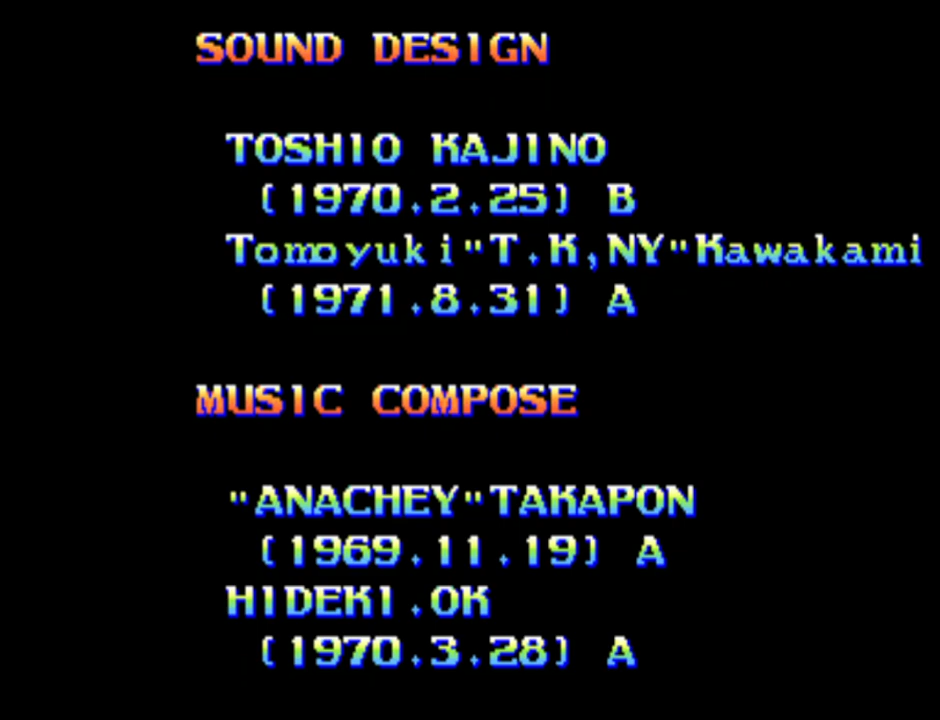 SOUND DESIGN
TOSHIO KAJINO
(1970.2.25) B
Tomoyuki"T.K,NY"Kawakami
(1971.8.31) A
MUSIC COMPOSE
"ANACHEY"TAKAPON
(1969.11.19) A
HIDEKI.OK
(1970.3.28) A